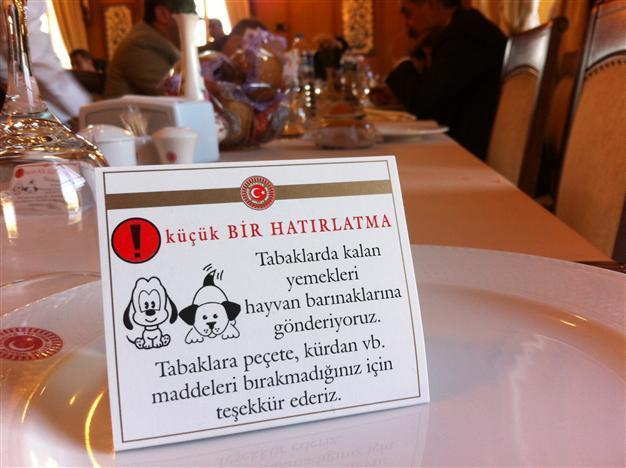 küçük BİR HATIRLATMA
Tabaklarda kalan
yemekleri
hayvan barınaklarına
gönderiyoruz.
Tabaklara peçete, kürdan vb.
maddeleri bırakmadığınız için
teşekkür ederiz.